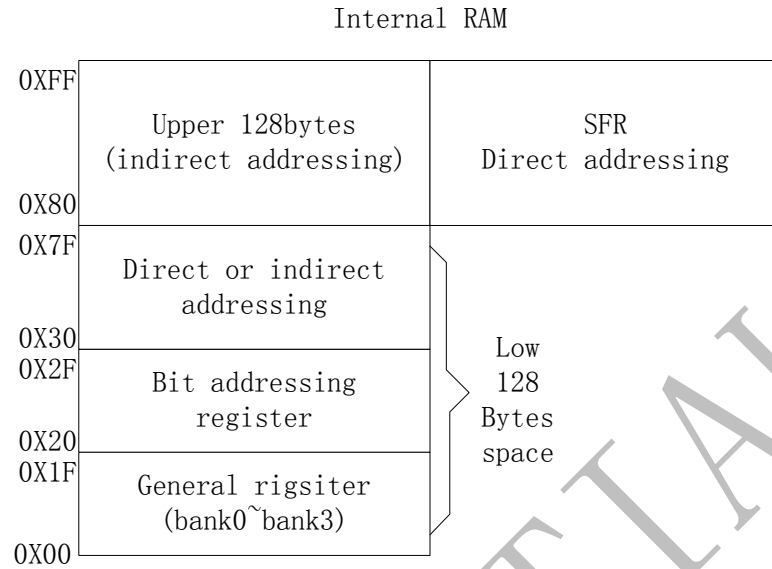 Internal RAM
0XFF
Upper 128bytes
(indirect addressing)
SFR
Direct addressing
0X80
0X7F
Direct or indirect
addressing
0X30
0X2F
Bit addressing
register
0X20
0X1F
General rigsiter
(bank0~bank3)
0X00
Low
128
Bytes
space
TIA